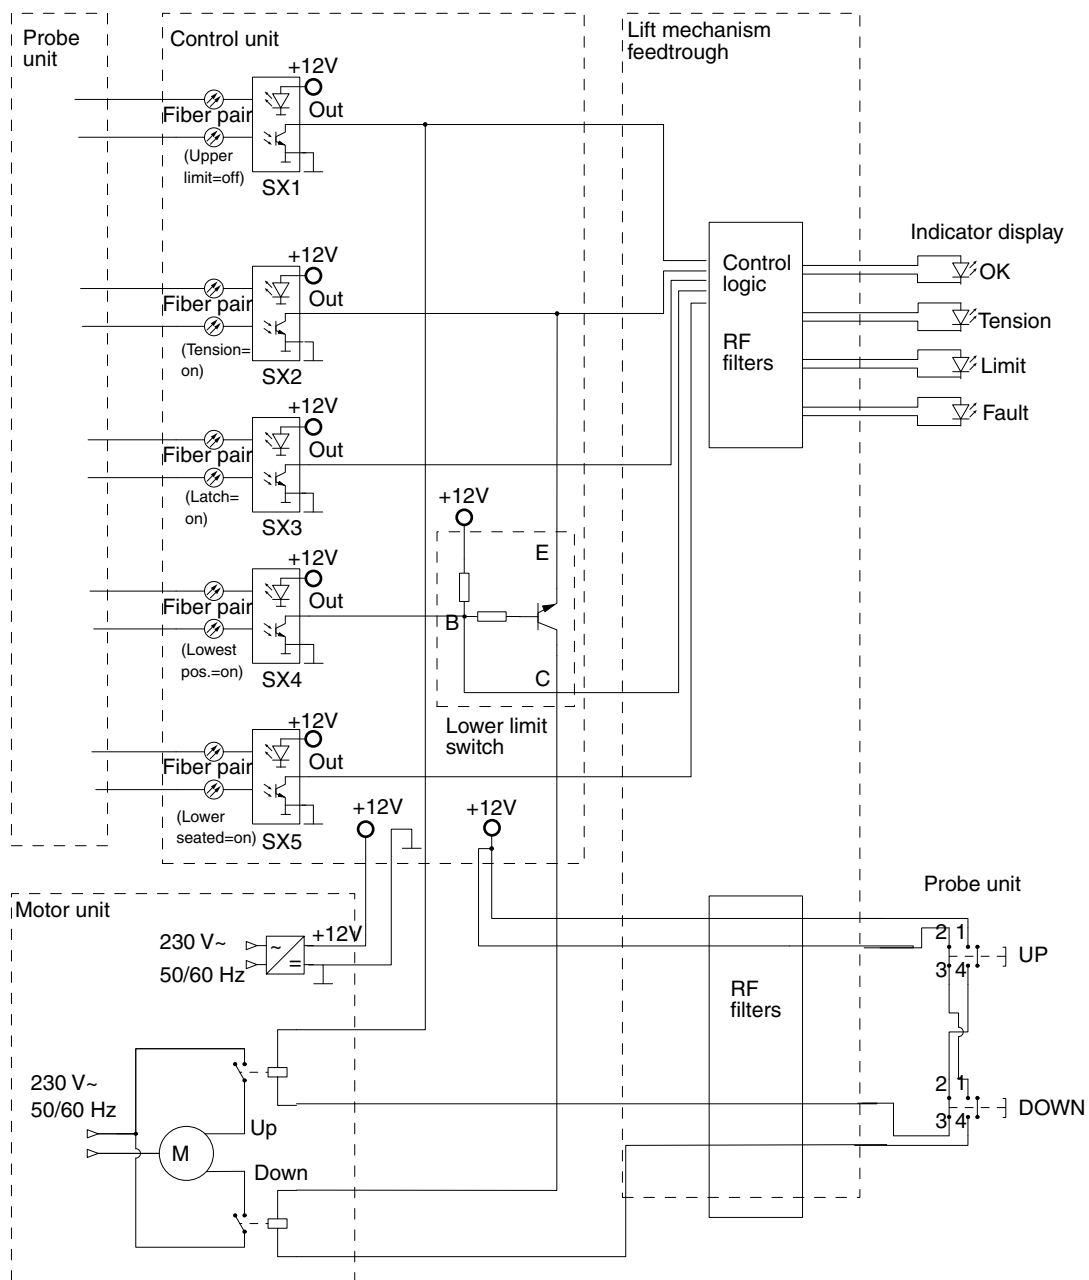 Probe
unit
Control unit
Lift mechanism
feedtrough
+12V
Out
Fiber pair
(Upper
limit=off)
SX1
Indicator display
Control
logic
RF
filters
OK
Tension
Limit
Fault
+12V
Out
Fiber pair
(Tension=
on)
SX2
+12V
Out
Fiber pair
(Latch=
on)
SX3
+12V
E
B
C
Lower limit
switch
+12V
Out
Fiber pair
(Lowest
pos.=on)
SX4
+12V
Out
Fiber pair
(Lower
seated=on)
SX5
+12V
+12V
Motor unit
230 V~
50/60 Hz
~
=
+12V
Probe unit
2 1
3 4
UP
RF
filters
230 V~
50/60 Hz
M
Up
Down
2 1
3 4
DOWN